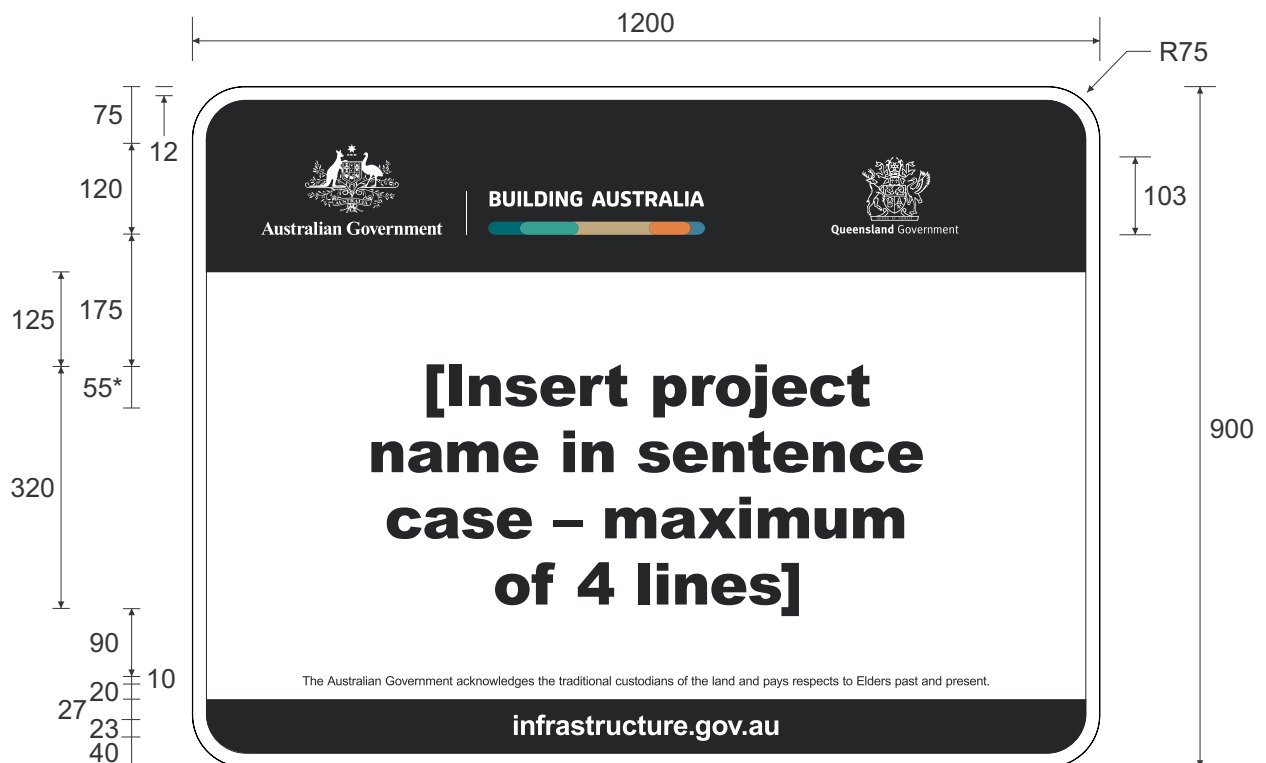 1200
R75
75
12
120
103
BUILDING AUSTRALIA
Australian Government
Queensland Government
175
125
55*
[Insert project
name in sentence
case – maximum
of 4 lines]
900
320
90
10
The Australian Government acknowledges the traditional custodians of the land and pays respects to Elders past and present.
20
27
23
infrastructure.gov.au
40